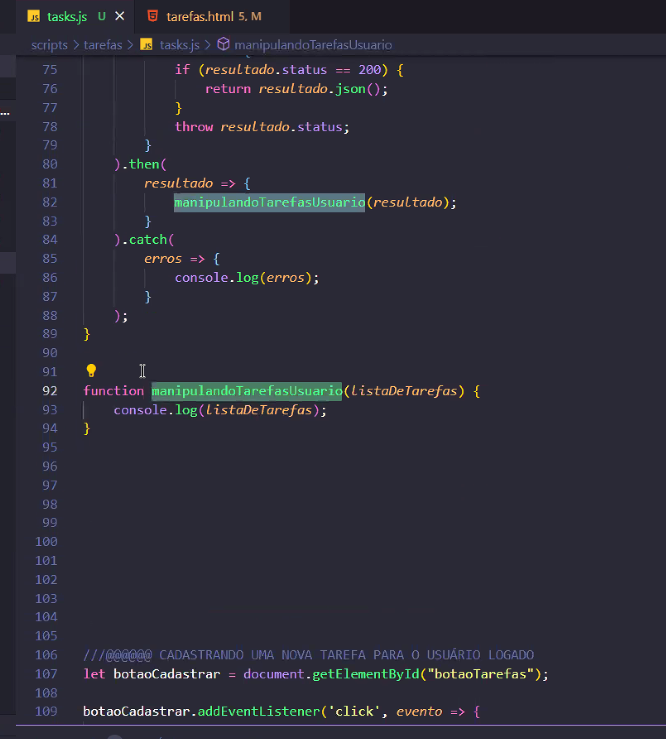 JS tasks.js U ×
tarefas.html 5, M
scripts > tarefas > JS tasks.js > manipulandoTarefasUsuario
75 if (resultado.status == 200) {
76 return resultado.json();
77 }
78 throw resultado.status;
79 }
80 ).then(
81 resultado => {
82 manipulandoTarefasUsuario(resultado);
83 }
84 ).catch(
85 erros => {
86 console.log(erros);
87 }
88 );
89 }
90
91
92 function manipulandoTarefasUsuario(listaDeTarefas) {
93 console.log(listaDeTarefas);
94 }
95
96
97
98
99
100
101
102
103
104
105
106 ///@@@@@@ CADASTRANDO UMA NOVA TAREFA PARA O USUÁRIO LOGADO
107 let botaoCadastrar = document.getElementById("botaoTarefas");
108
109 botaoCadastrar.addEventListener('click', evento => {